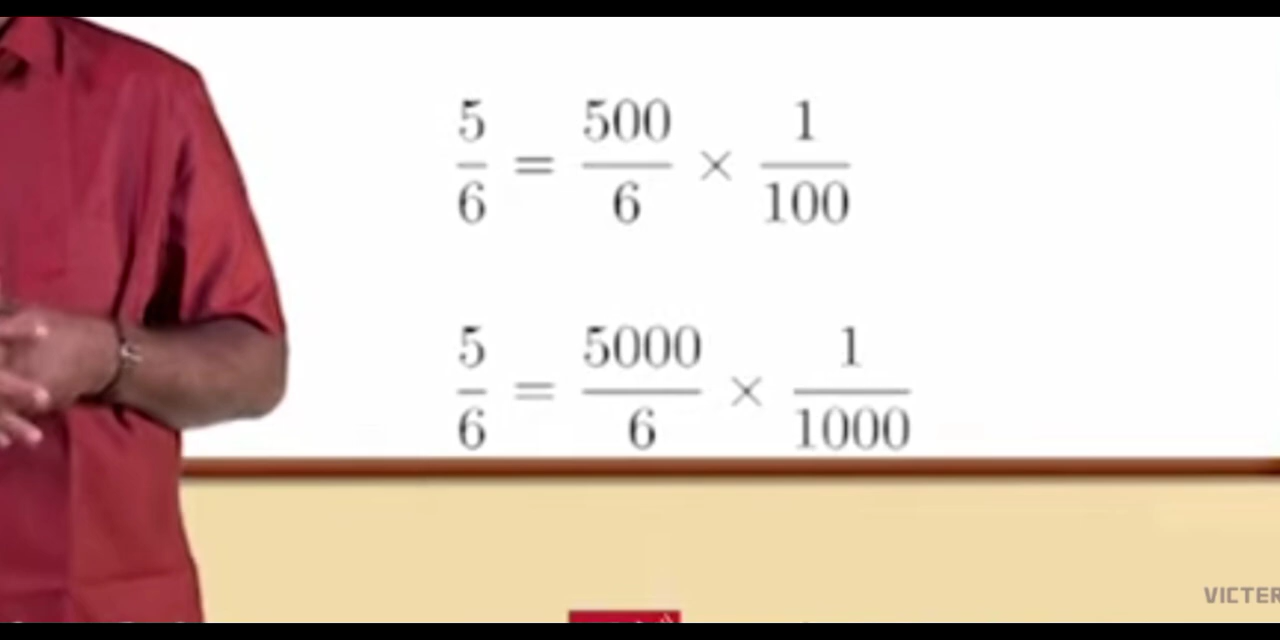 5/6 = 500/6 × 1/100
5/6 = 5000/6 × 1/1000
VICTER